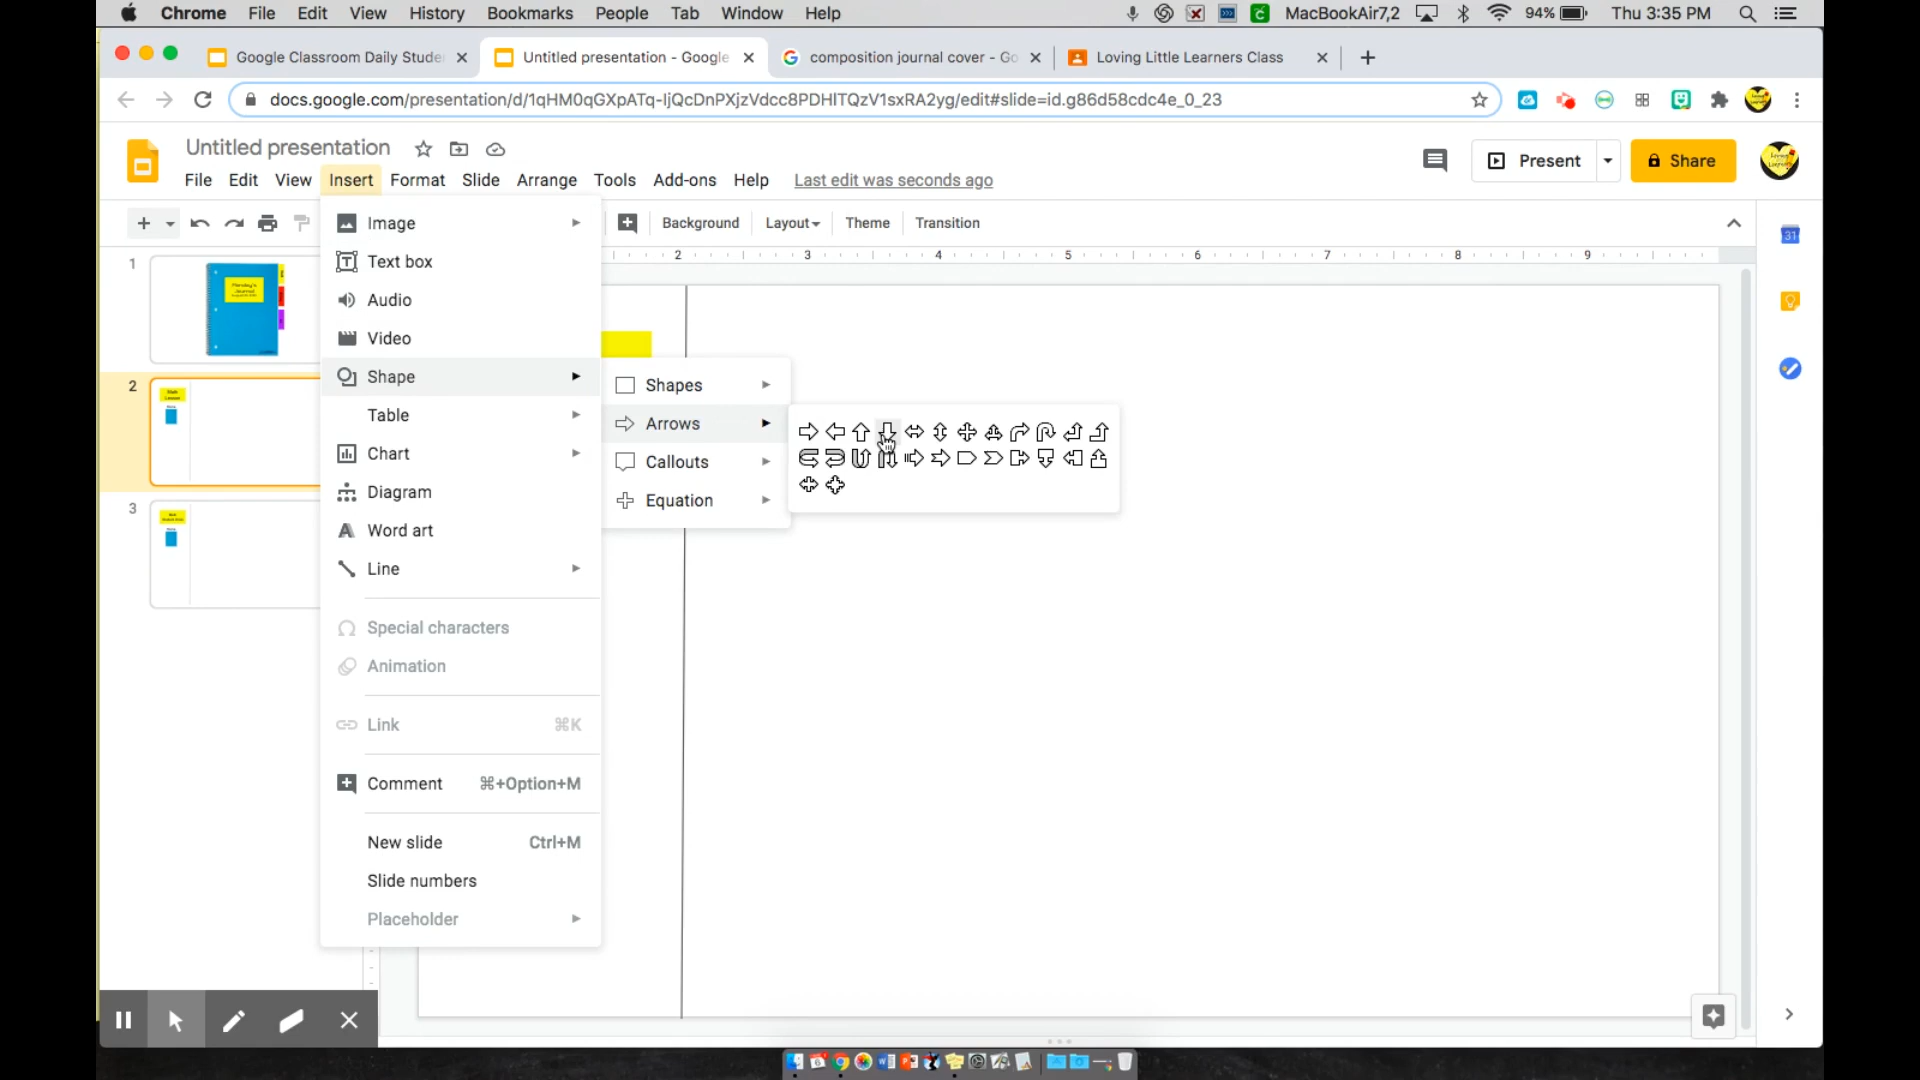 Chrome File Edit View History Bookmarks People Tab Window Help MacBookAir7,2 94% Thu 3:35 PM
Google Classroom Daily Stude
Untitled presentation - Google
composition journal cover - Go
Loving Little Learners Class
docs.google.com/presentation/d/1qHM0qGXpATq-ljQcDnPXjzVdcc8PDHlTQzV1sxRA2yg/edit#slide=id.g86d58cdc4e_0_23
Untitled presentation
Present
Share
File Edit View Insert Format Slide Arrange Tools Add-ons Help Last edit was seconds ago
Background Layout Theme Transition
2 3 4 5 6 7 8 9
1
2
3
Image
Text box
Audio
Video
Shape
Table
Chart
Diagram
Word art
Line
Special characters
Animation
Link ⌘K
Comment ⌘+Option+M
New slide Ctrl+M
Slide numbers
Placeholder
Shapes
Arrows
Callouts
Equation
31